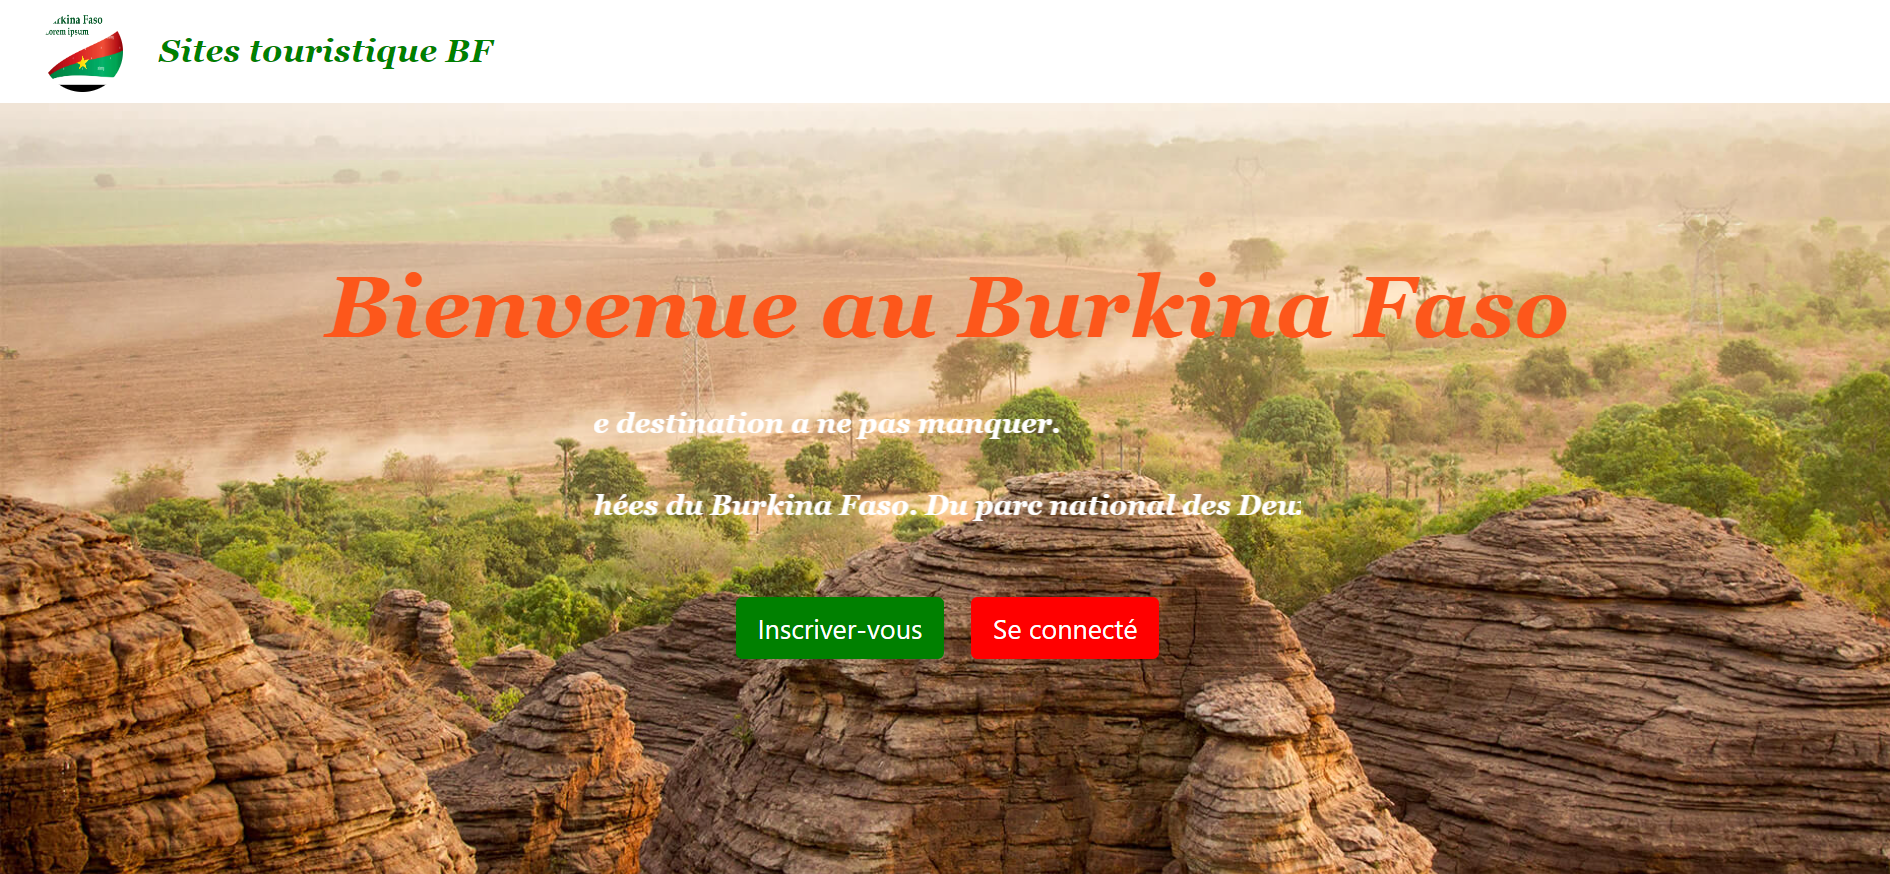 rkina Faso
orem ipsum
Sites touristique BF
Bienvenue au Burkina Faso
e destination a ne pas manquer.
hées du Burkina Faso. Du parc national des Deu
Inscriver-vous Se connecté